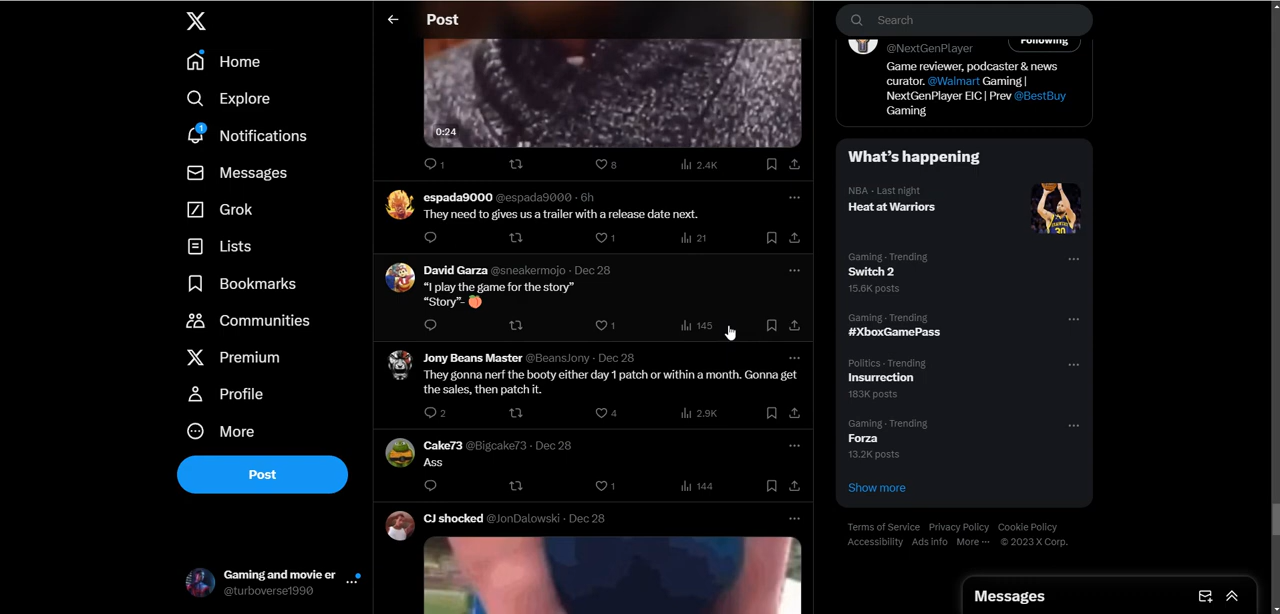 Home
Explore
1
Notifications
Messages
Grok
Lists
Bookmarks
Communities
Premium
Profile
More
Post
Gaming and movie er
@turboverse1990
Post
0:24
1 8 2.4K
espada9000 @espada9000 · 6h
They need to gives us a trailer with a release date next.
1 21
David Garza @sneakermojo · Dec 28
“I play the game for the story”
“Story”- 🍑
1 145
Jony Beans Master @BeansJony · Dec 28
They gonna nerf the booty either day 1 patch or within a month. Gonna get
the sales, then patch it.
2 4 2.9K
Cake73 @Bigcake73 · Dec 28
Ass
1 144
CJ shocked @JonDalowski · Dec 28
Search
@NextGenPlayer
Following
Game reviewer, podcaster & news
curator. @Walmart Gaming |
NextGenPlayer EIC | Prev @BestBuy
Gaming
What’s happening
NBA · Last night
Heat at Warriors
30
Gaming · Trending
Switch 2
15.6K posts
Gaming · Trending
#XboxGamePass
Politics · Trending
Insurrection
183K posts
Gaming · Trending
Forza
13.2K posts
Show more
Terms of Service Privacy Policy Cookie Policy
Accessibility Ads info More ··· © 2023 X Corp.
Messages